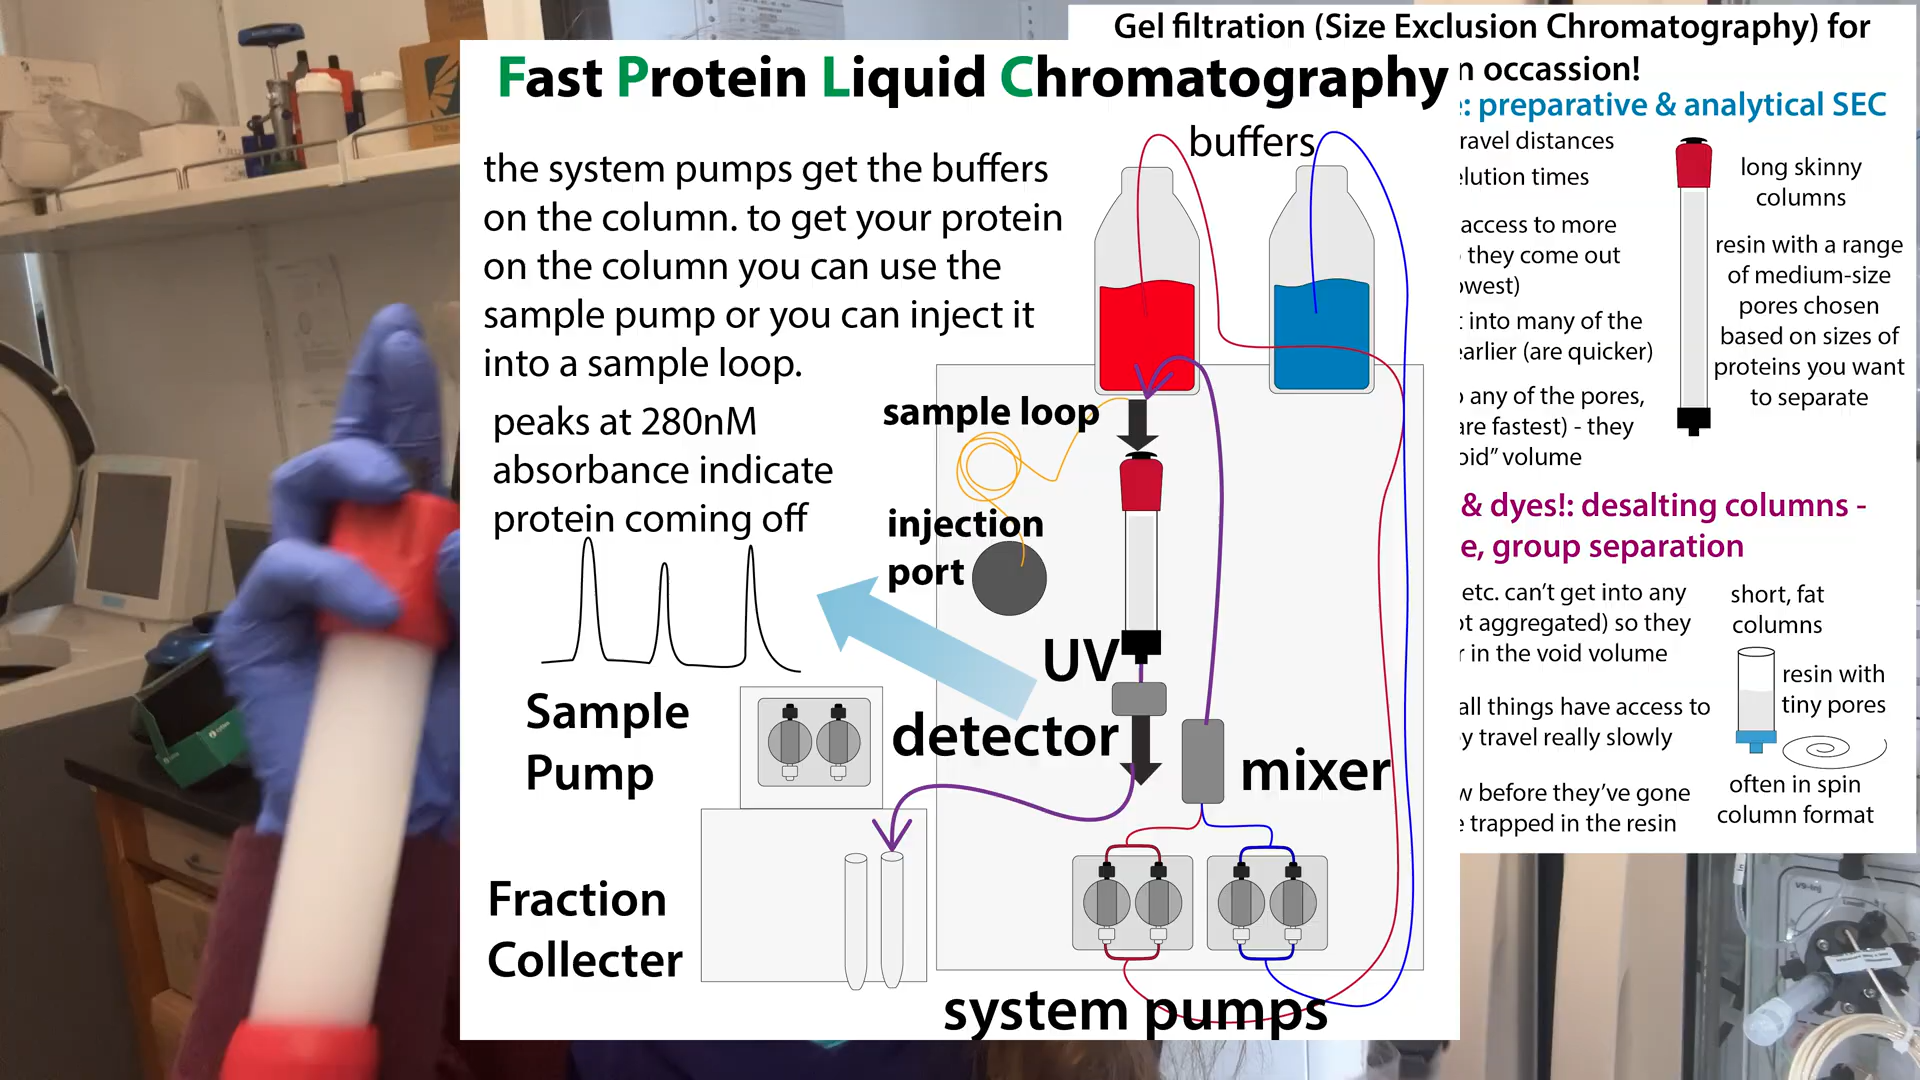 Gel filtration (Size Exclusion Chromatography) for
n occassion!
: preparative & analytical SEC
ravel distances
elution times
access to more
they come out
owest)
into many of the
earlier (are quicker)
any of the pores,
are fastest) - they
oid” volume
long skinny
columns
resin with a range
of medium-size
pores chosen
based on sizes of
proteins you want
to separate
& dyes!: desalting columns -
e, group separation
etc. can’t get into any
ot aggregated) so they
r in the void volume
all things have access to
y travel really slowly
w before they’ve gone
e trapped in the resin
short, fat
columns
resin with
tiny pores
often in spin
column format
Fast Protein Liquid Chromatography
the system pumps get the buffers
on the column. to get your protein
on the column you can use the
sample pump or you can inject it
into a sample loop.
peaks at 280nM
absorbance indicate
protein coming off
buffers
sample loop
injection
port
UV
detector
mixer
Sample
Pump
Fraction
Collecter
system pumps